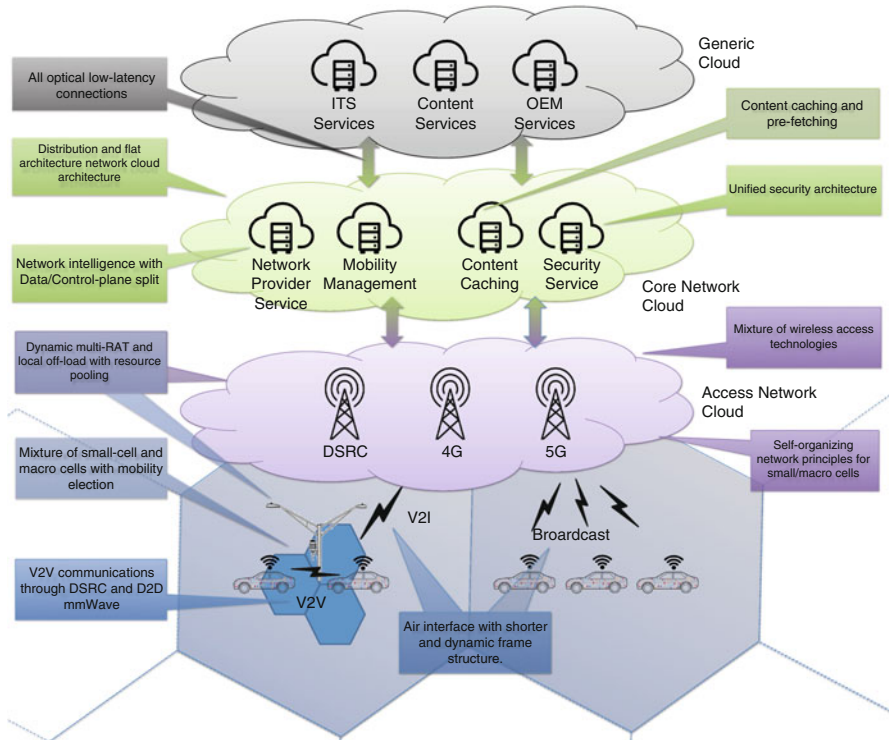 Generic
Cloud
All optical low-latency
connections
ITS
Services
Content
Services
OEM
Services
Content caching and
pre-fetching
Distribution and flat
architecture network cloud
architecture
Unified security architecture
Network intelligence with
Data/Control-plane split
Network
Provider
Service
Mobility
Management
Content
Caching
Security
Service
Core Network
Cloud
Dynamic multi-RAT and
local off-load with resource
pooling
Mixture of wireless access
technologies
Access Network
Cloud
DSRC
4G
5G
Mixture of small-cell and
macro cells with mobility
election
Self-organizing
network principles for
small/macro cells
V2I
Broardcast
V2V communications
through DSRC and D2D
mmWave
V2V
Air interface with shorter
and dynamic frame
structure.